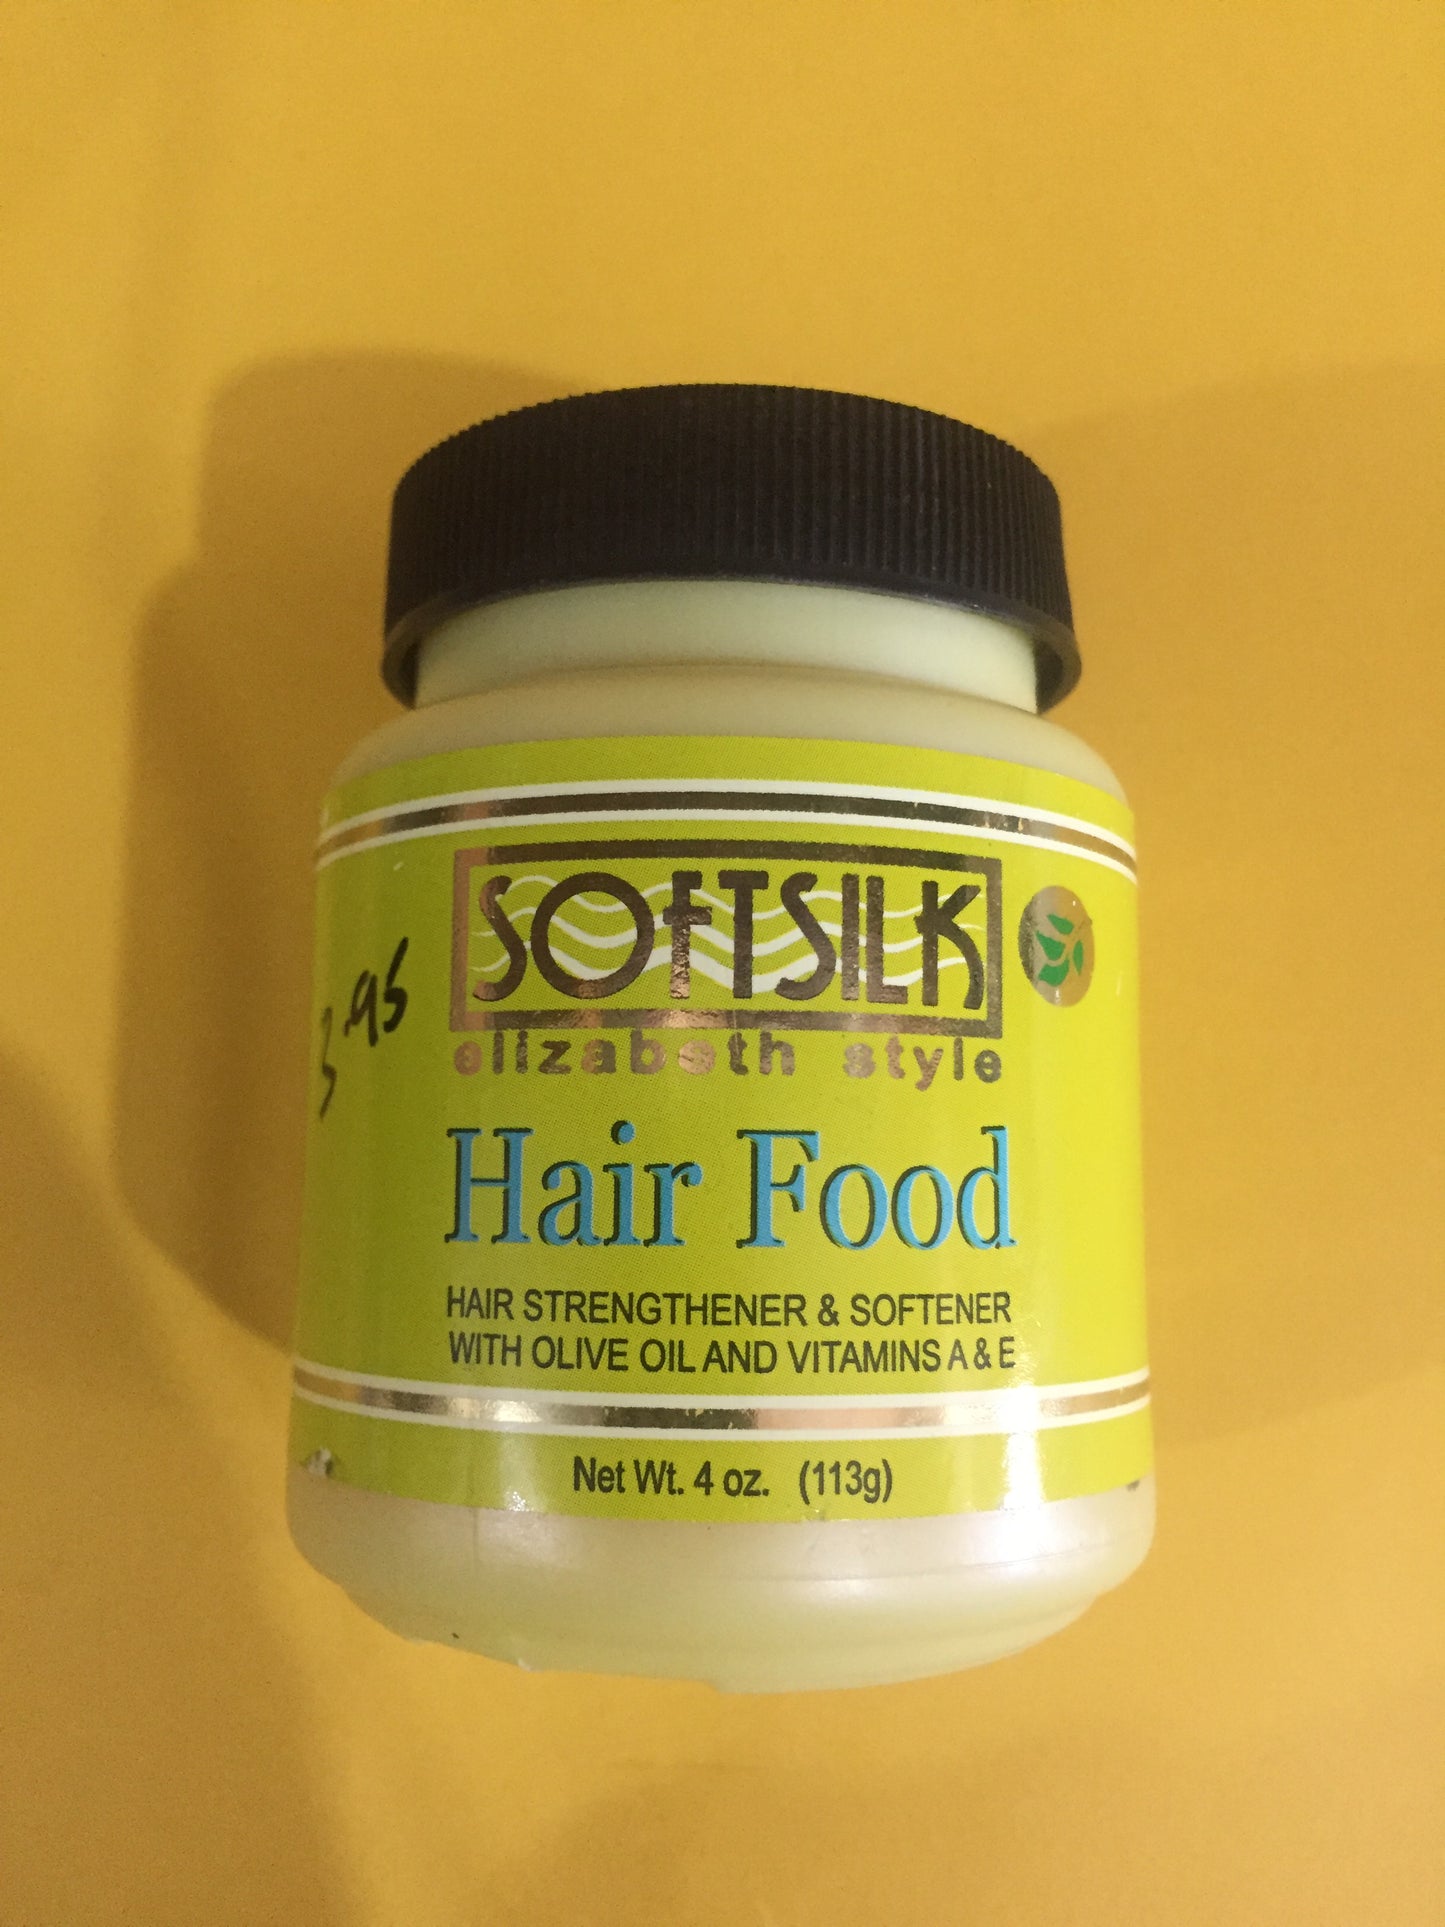 SOFTSILK
elizabeth style
3.95
Hair Food
HAIR STRENGTHENER & SOFTENER
WITH OLIVE OIL AND VITAMINS A & E
Net Wt. 4 oz. (113g)